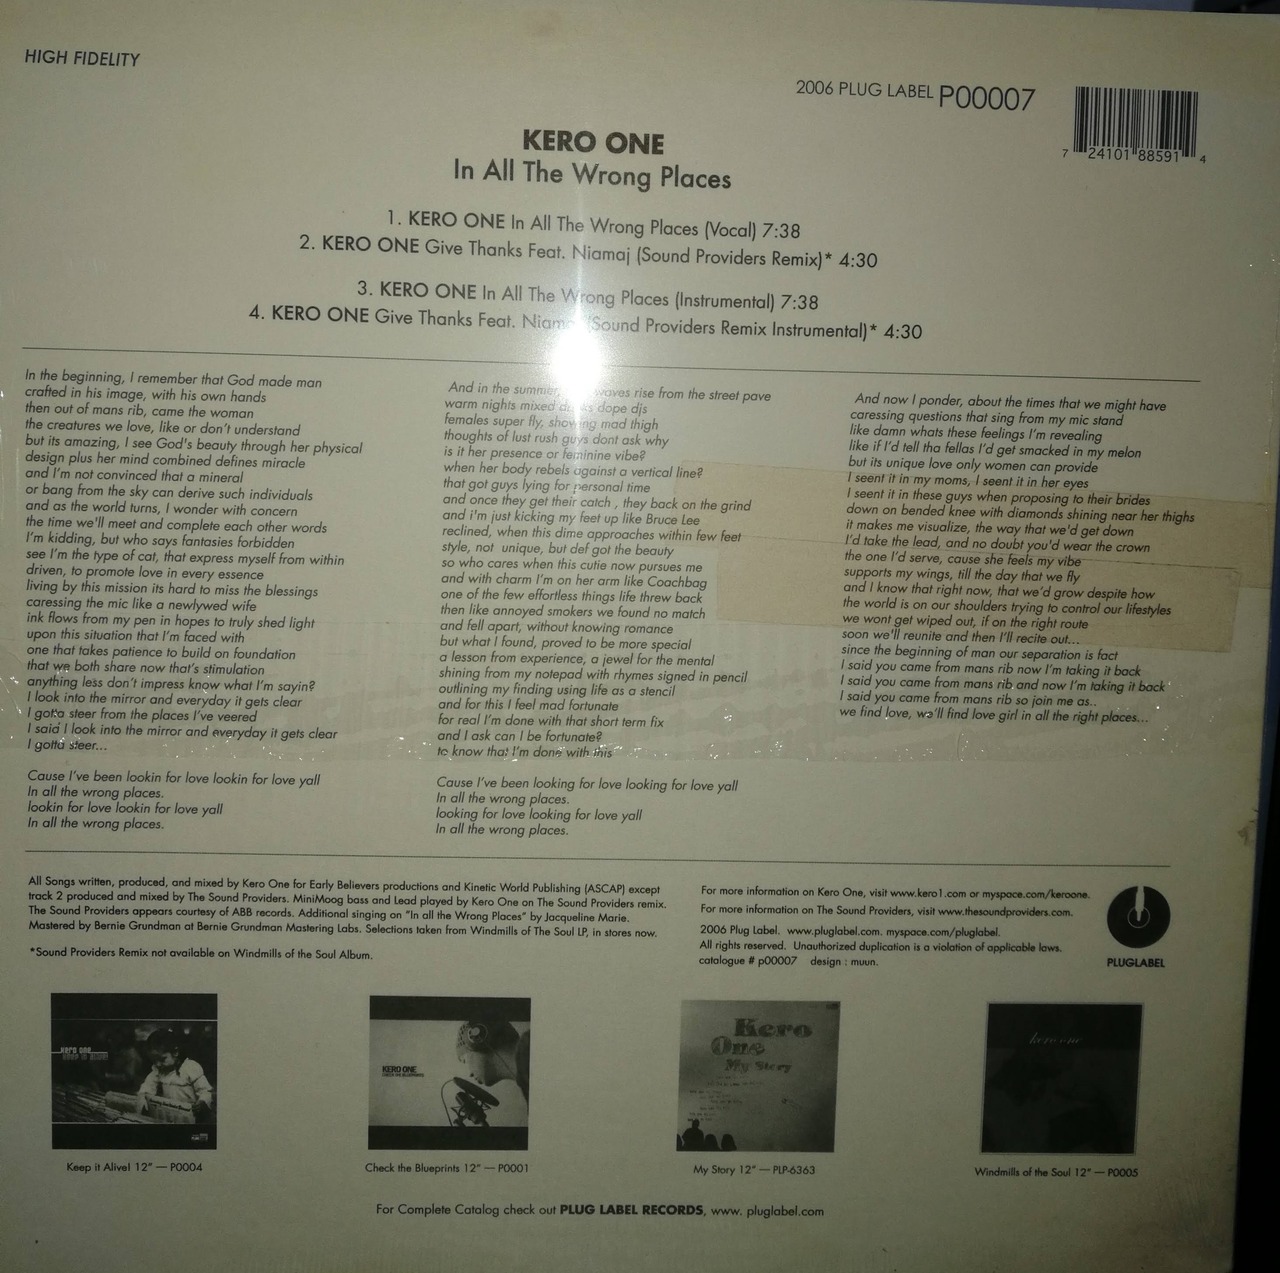 HIGH FIDELITY
2006 PLUG LABEL P00007
7 24101 88591 4
KERO ONE
In All The Wrong Places
1. KERO ONE In All The Wrong Places (Vocal) 7:38
2. KERO ONE Give Thanks Feat. Niamaj (Sound Providers Remix)* 4:30
3. KERO ONE In All The Wrong Places (Instrumental) 7:38
4. KERO ONE Give Thanks Feat. Sound Providers Remix Instrumental)* 4:30
In the beginning, I remember that God made man
crafted in his image, with his own hands
then out of mans rib, came the woman
the creatures we love, like or don't understand
but its amazing, I see God's beauty through her physical
design plus her mind combined defines miracle
and I'm not convinced that a mineral
or bang from the sky can derive such individuals
and as the world turns, I wonder with concern
the time we'll meet and complete each other words
I'm kidding, but who says fantasies forbidden
see I'm the type of cat, that express myself from within
driven, to promote love in every essence
living by this mission its hard to miss the blessings
caressing the mic like a newlywed wife
ink flows from my pen in hopes to truly shed light
upon this situation that I'm faced with
one that takes patience to build on foundation
that we both share now that's stimulation
anything less don't impress know what I'm sayin?
I look into the mirror and everyday it gets clear
I gotta steer from the places I've veered
I said I look into the mirror and everyday it gets clear
I gotta steer...
Cause I've been lookin for love lookin for love yall
In all the wrong places.
lookin for love lookin for love yall
In all the wrong places.
And in the summer, waves rise from the street pave
warm nights mixed dope djs
females super fly, showing mad thigh
thoughts of lust rush guys dont ask why
is it her presence or feminine vibe?
when her body rebels against a vertical line?
that got guys lying for personal time
and once they get their catch , they back on the grind
and i'm just kicking my feet up like Bruce Lee
reclined, when this dime approaches within few feet
style, not unique, but def got the beauty
so who cares when this cutie now pursues me
and with charm I'm on her arm like Coachbag
one of the few effortless things life threw back
then like annoyed smokers we found no match
and fell apart, without knowing romance
but what I found, proved to be more special
a lesson from experience, a jewel for the mental
shining from my notepad with rhymes signed in pencil
outlining my finding using life as a stencil
and for this I feel mad fortunate
for real I'm done with that short term fix
and I ask can I be fortunate?
to know that I'm done with this
Cause I've been looking for love looking for love yall
In all the wrong places.
looking for love looking for love yall
In all the wrong places.
And now I ponder, about the times that we might have
caressing questions that sing from my mic stand
like damn whats these feelings I'm revealing
like if I'd tell tha fellas I'd get smacked in my melon
but its unique love only women can provide
I seent it in my moms, I seent it in her eyes
I seent it in these guys when proposing to their brides
down on bended knee with diamonds shining near her thighs
it makes me visualize, the way that we'd get down
I'd take the lead, and no doubt you'd wear the crown
the one I'd serve, cause she feels my vibe
supports my wings, till the day that we fly
and I know that right now, that we'd grow despite how
the world is on our shoulders trying to control our lifestyles
we wont get wiped out, if on the right route
soon we'll reunite and then I'll recite out...
since the beginning of man our separation is fact
I said you came from mans rib now I'm taking it back
I said you came from mans rib and now I'm taking it back
I said you came from mans rib so join me as..
we find love, we'll find love girl in all the right places...
All Songs written, produced, and mixed by Kero One for Early Believers productions and Kinetic World Publishing (ASCAP) except
track 2 produced and mixed by The Sound Providers. MiniMoog bass and Lead played by Kero One on The Sound Providers remix.
The Sound Providers appears courtesy of ABB records. Additional singing on "In all the Wrong Places" by Jacqueline Marie.
Mastered by Bernie Grundman at Bernie Grundman Mastering Labs. Selections taken from Windmills of The Soul LP, in stores now.
*Sound Providers Remix not available on Windmills of the Soul Album.
For more information on Kero One, visit www.kero1.com or myspace.com/keroone.
For more information on The Sound Providers, visit www.thesoundproviders.com.
2006 Plug Label. www.pluglabel.com. myspace.com/pluglabel.
All rights reserved. Unauthorized duplication is a violation of applicable laws.
catalogue # p00007 design : muun.
PLUGLABEL
KERO ONE
KERO ONE
Kero
One
My Story
kero one
Keep it Alive! 12" — P0004
Check the Blueprints 12" — P0001
My Story 12" — PLP-6363
Windmills of the Soul 12" — P0005
For Complete Catalog check out PLUG LABEL RECORDS, www. pluglabel.com